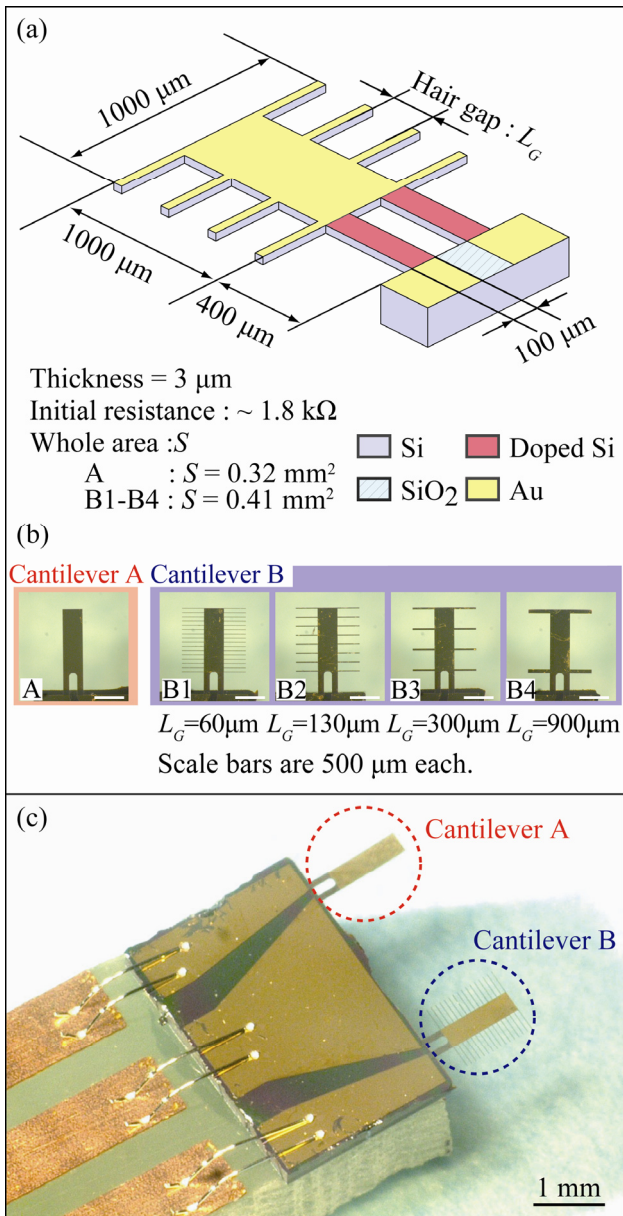 (a)
1000 μm
Hair gap : L_G
1000 μm
400 μm
100 μm
Thickness = 3 μm
Initial resistance : ~ 1.8 kΩ
Whole area :S
A : S = 0.32 mm²
B1-B4 : S = 0.41 mm²
Si
Doped Si
SiO₂
Au
(b)
Cantilever A
Cantilever B
A
B1
B2
B3
B4
L_G=60μm L_G=130μm L_G=300μm L_G=900μm
Scale bars are 500 μm each.
(c)
Cantilever A
Cantilever B
1 mm